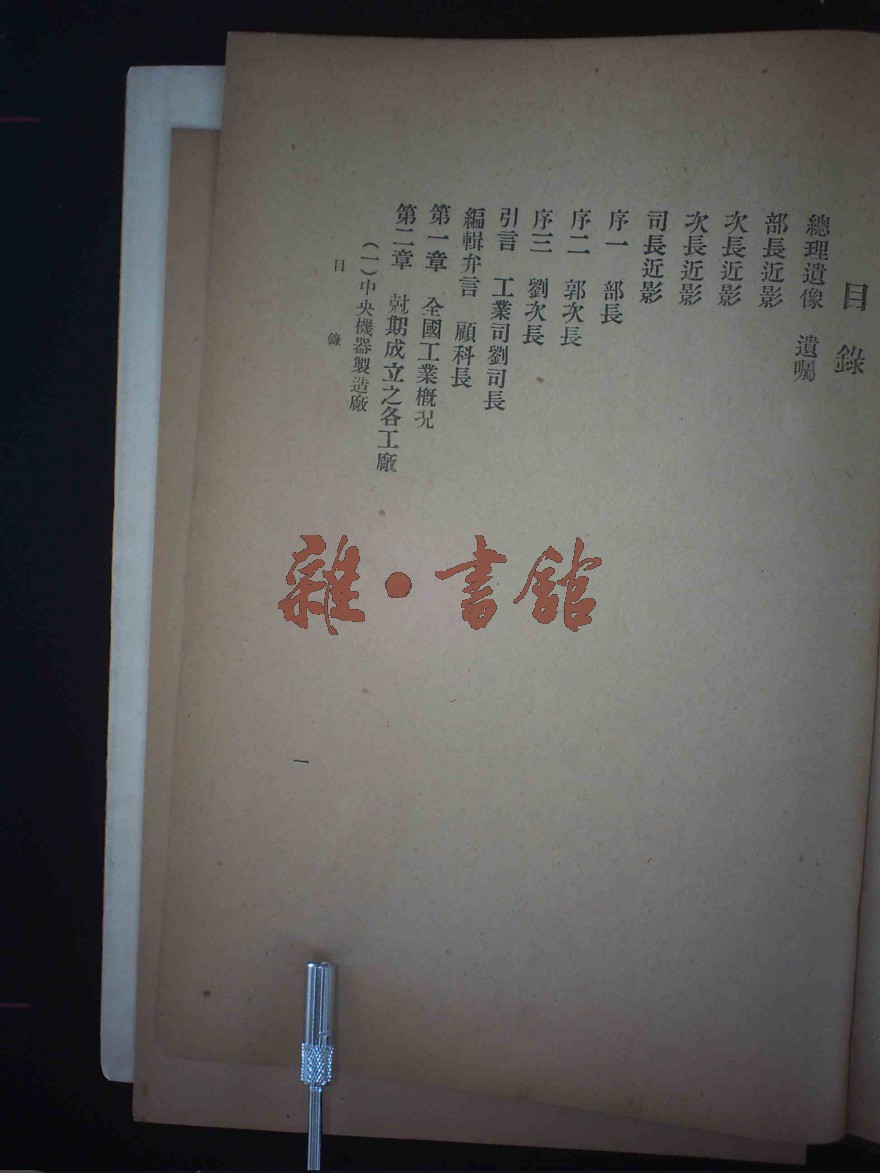 目錄
總理遺像　遺囑
部長近影
次長近影
次長近影
司長近影
序一　部長
序二　郭次長
序三　劉次長
引言　工業司劉司長
編輯弁言　顧科長
第一章　全國工業槪况
第二章　尅期成立之各工廠
（一）中央機器製造廠
目錄
一
雜•書館